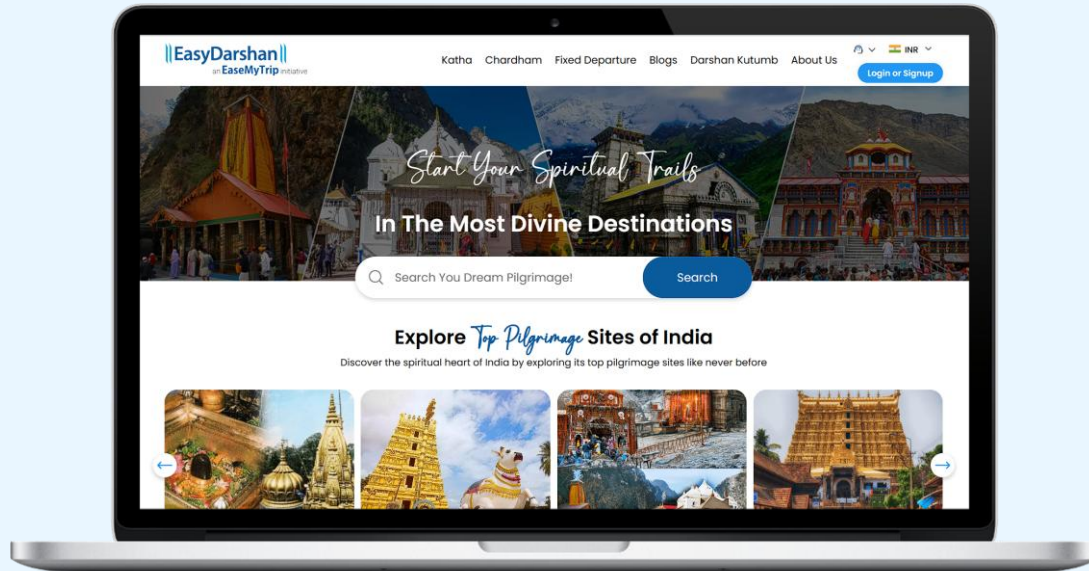 ||EasyDarshan||
an EaseMyTrip initiative
Katha Chardham Fixed Departure Blogs Darshan Kutumb About Us
INR
Login or Signup
Start Your Spiritual Trails
In The Most Divine Destinations
Search You Dream Pilgrimage!
Search
Explore Top Pilgrimage Sites of India
Discover the spiritual heart of India by exploring its top pilgrimage sites like never before